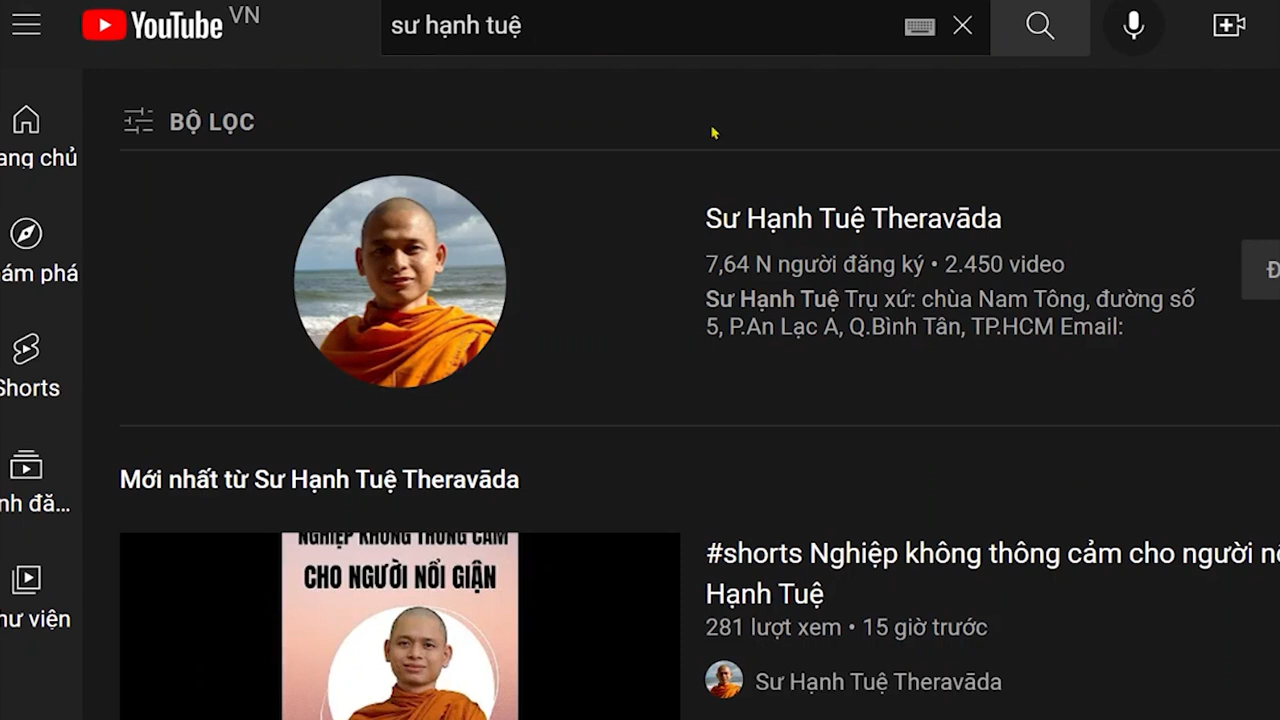 YouTube VN
sư hạnh tuệ
BỘ LỌC
ang chủ
Sư Hạnh Tuệ Theravāda
ám phá
7,64 N người đăng ký • 2.450 video
Sư Hạnh Tuệ Trụ xứ: chùa Nam Tông, đường số
5, P.An Lạc A, Q.Bình Tân, TP.HCM Email:
Shorts
Mới nhất từ Sư Hạnh Tuệ Theravāda
nh đă...
NGHIỆP KHÔNG THÔNG CẢM
CHO NGƯỜI NỔI GIẬN
#shorts Nghiệp không thông cảm cho người
Hạnh Tuệ
ư viện
281 lượt xem • 15 giờ trước
Sư Hạnh Tuệ Theravāda